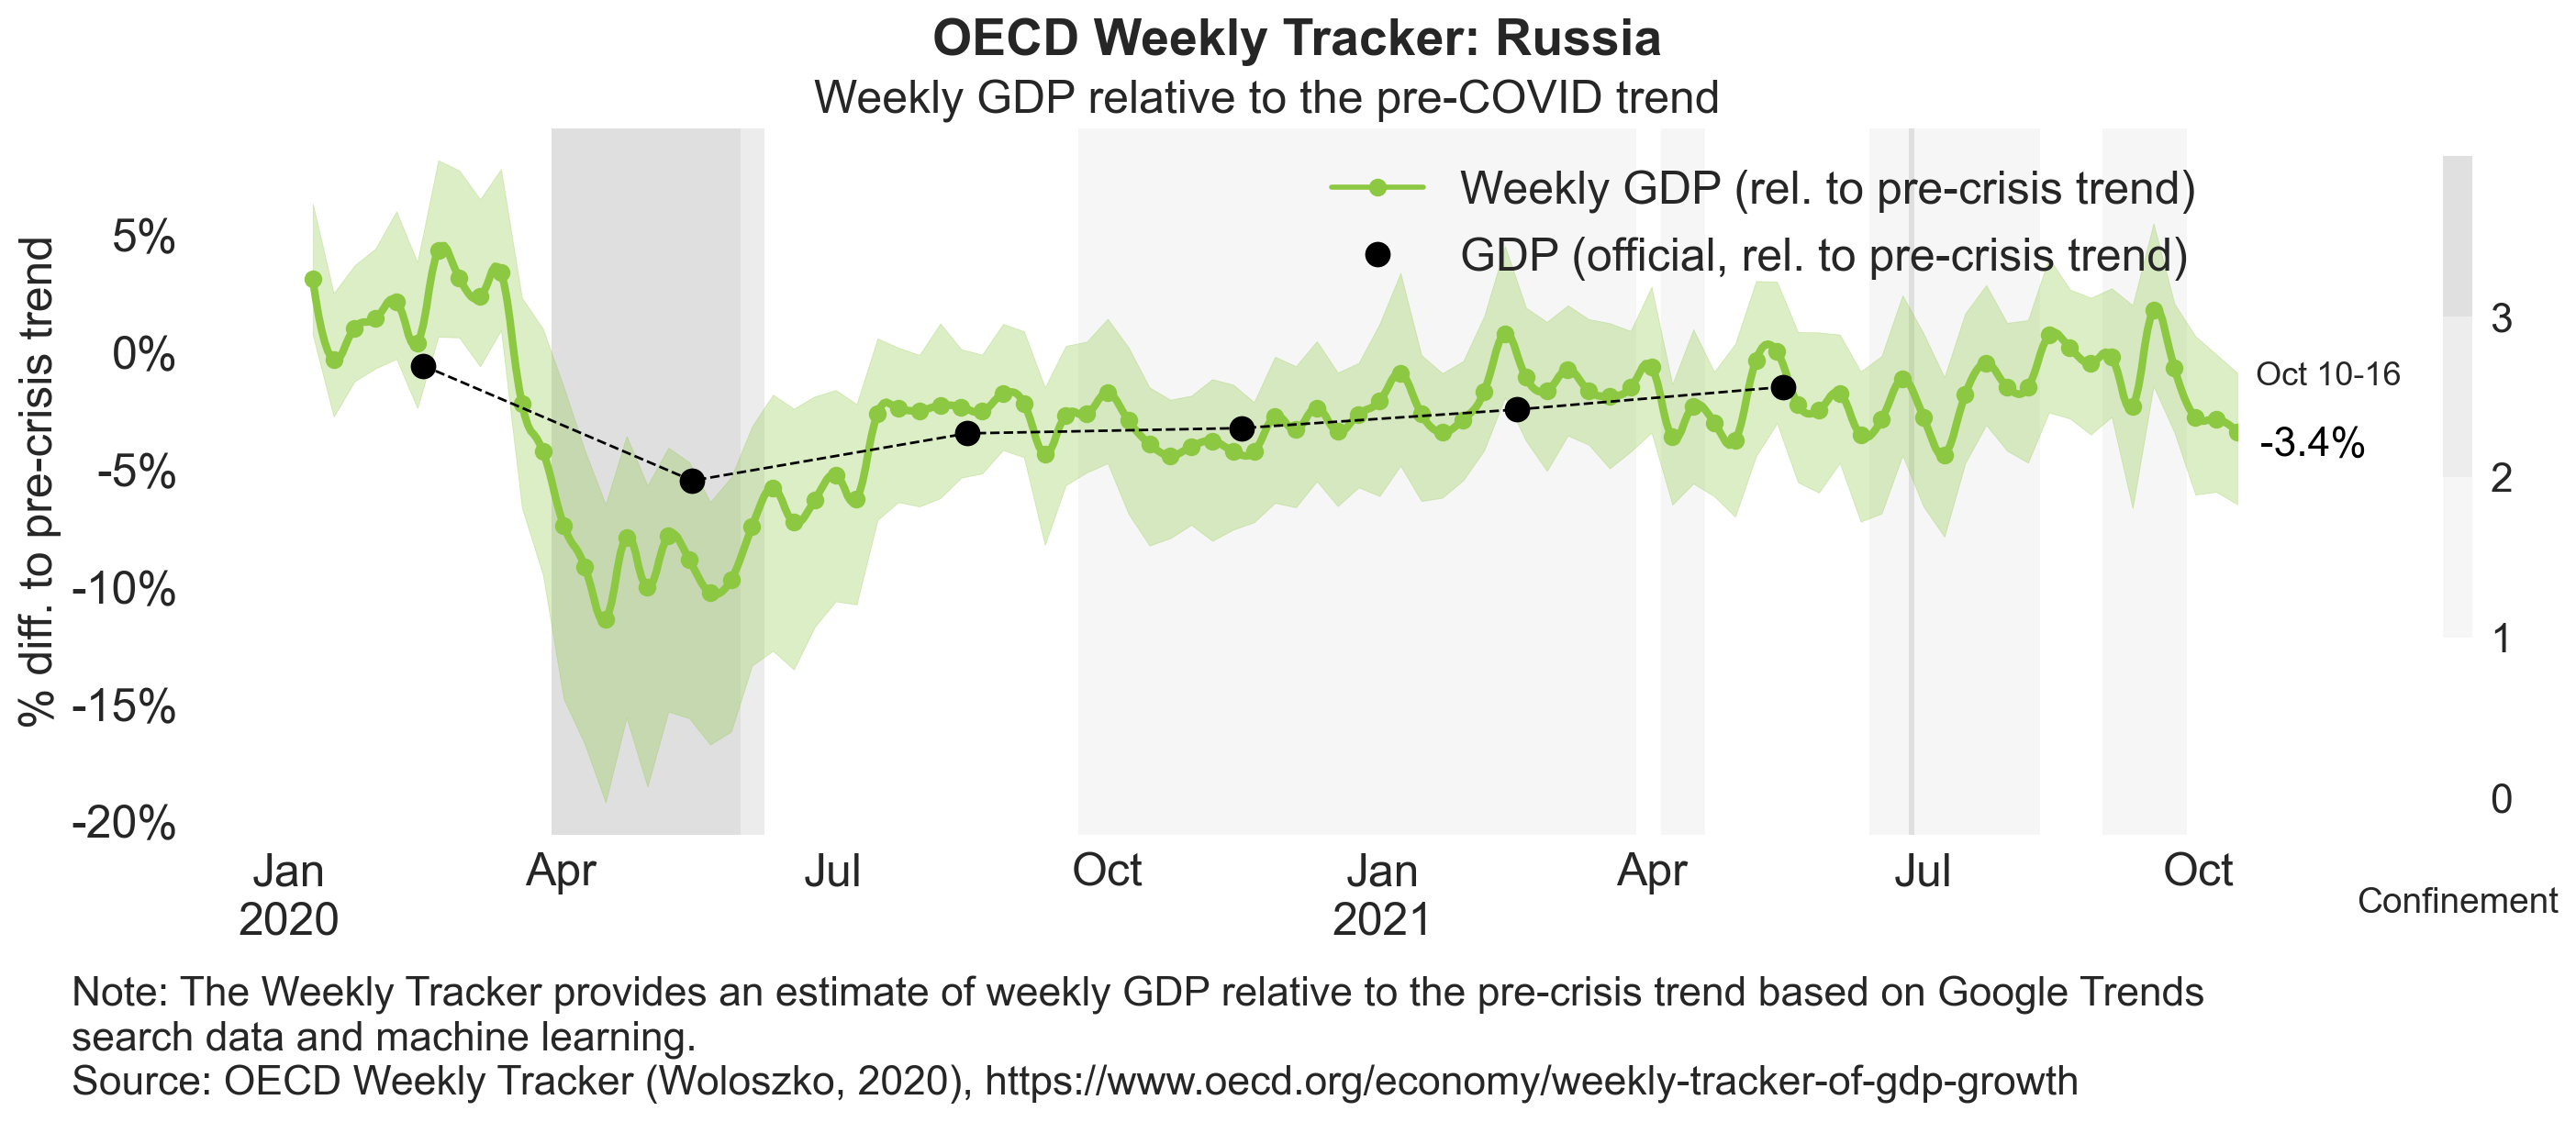 OECD Weekly Tracker: Russia
Weekly GDP relative to the pre-COVID trend
Weekly GDP (rel. to pre-crisis trend)
GDP (official, rel. to pre-crisis trend)
% diff. to pre-crisis trend
5%
0%
-5%
-10%
-15%
-20%
Oct 10-16
-3.4%
3
2
1
0
Confinement
Jan Apr Jul Oct Jan Apr Jul Oct
2020 2021
Note: The Weekly Tracker provides an estimate of weekly GDP relative to the pre-crisis trend based on Google Trends
search data and machine learning.
Source: OECD Weekly Tracker (Woloszko, 2020), https://www.oecd.org/economy/weekly-tracker-of-gdp-growth